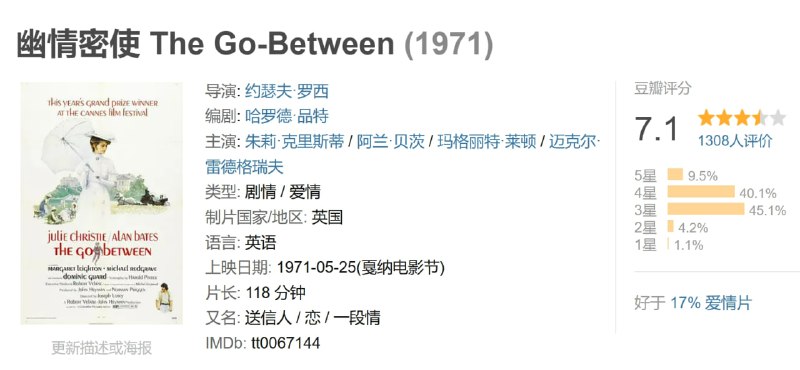 幽情密使 The Go-Between (1971)
THIS YEAR'S GRAND PRIZE WINNER
AT THE CANNES FILM FESTIVAL
JULIE CHRISTIE / ALAN BATES
THE GO-BETWEEN
MARGARET LEIGHTON · MICHAEL REDGRAVE
DOMINIC GUARD
更新描述或海报
导演: 约瑟夫·罗西
编剧: 哈罗德·品特
主演: 朱莉·克里斯蒂 / 阿兰·贝茨 / 玛格丽特·莱顿 / 迈克尔·
雷德格瑞夫
类型: 剧情 / 爱情
制片国家/地区: 英国
语言: 英语
上映日期: 1971-05-25(戛纳电影节)
片长: 118 分钟
又名: 送信人 / 恋 / 一段情
IMDb: tt0067144
豆瓣评分
7.1
1308人评价
5星 9.5%
4星 40.1%
3星 45.1%
2星 4.2%
1星 1.1%
好于 17% 爱情片